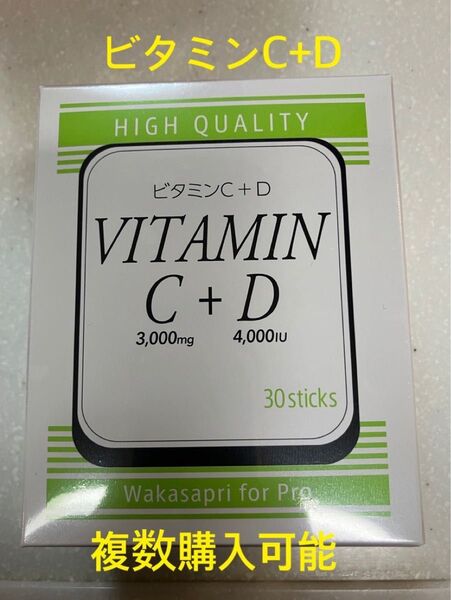 ビタミンC+D
HIGH QUALITY
ビタミンC+D
VITAMIN
C + D
3,000mg 4,000IU
30sticks
Wakasapri for Pro
複数購入可能